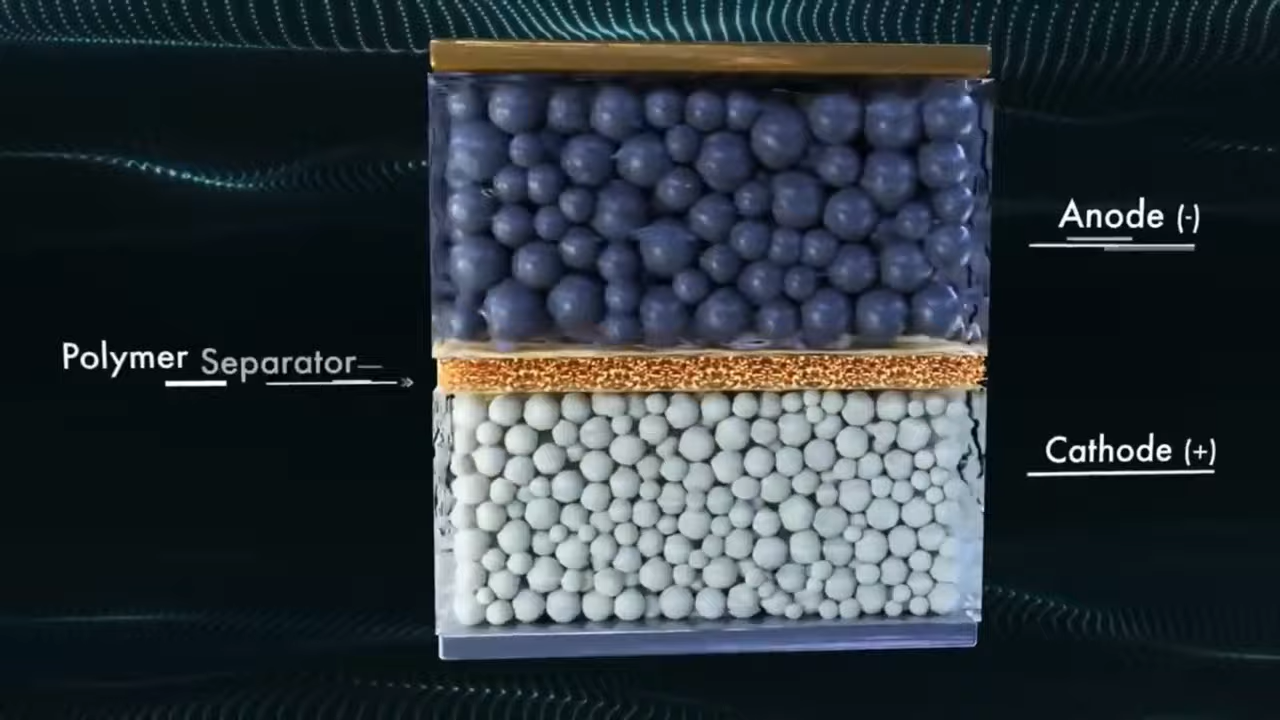 Anode (-)
Polymer Separator
Cathode (+)